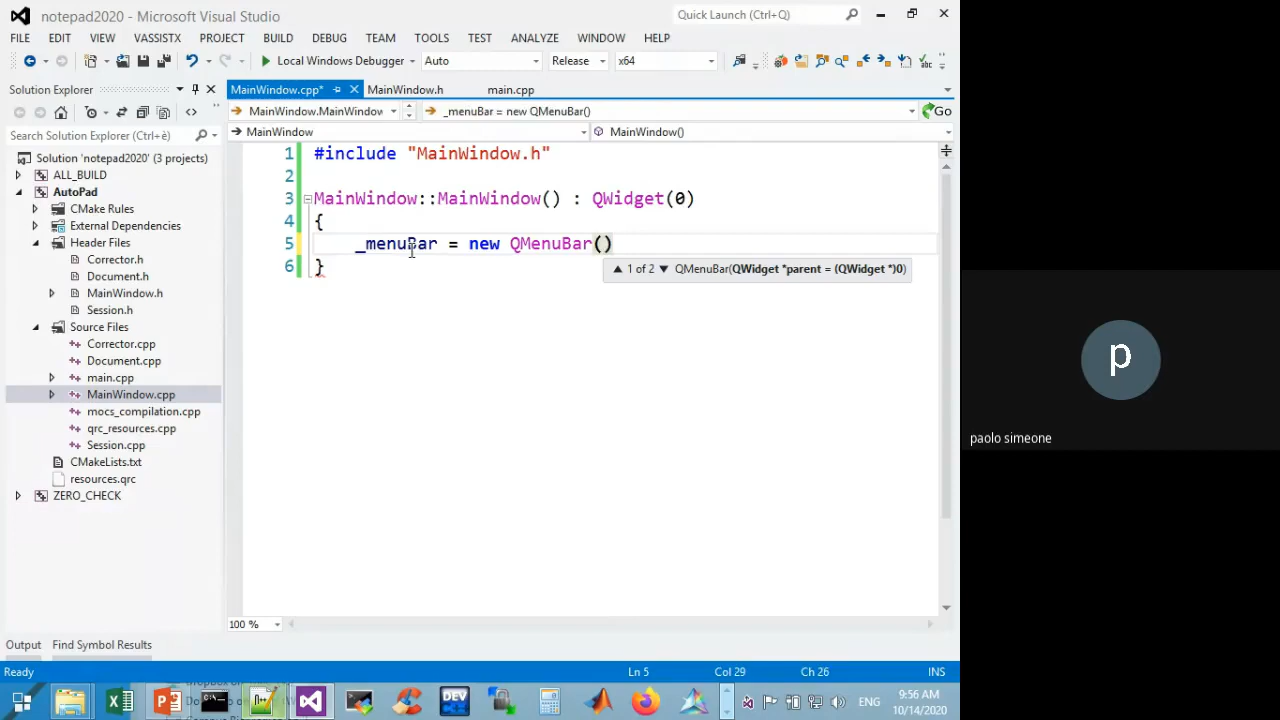 notepad2020 - Microsoft Visual Studio
Quick Launch (Ctrl+Q)
FILE EDIT VIEW VASSISTX PROJECT BUILD DEBUG TEAM TOOLS TEST ANALYZE WINDOW HELP
Local Windows Debugger Auto Release x64
Solution Explorer
MainWindow.cpp* MainWindow.h main.cpp
MainWindow.MainWindow _menuBar = new QMenuBar() Go
Search Solution Explorer (Ctrl+è)
MainWindow MainWindow()
Solution 'notepad2020' (3 projects)
ALL_BUILD
AutoPad
CMake Rules
External Dependencies
Header Files
Corrector.h
Document.h
MainWindow.h
Session.h
Source Files
Corrector.cpp
Document.cpp
main.cpp
MainWindow.cpp
mocs_compilation.cpp
qrc_resources.cpp
Session.cpp
CMakeLists.txt
resources.qrc
ZERO_CHECK
1 #include "MainWindow.h"
2
3 MainWindow::MainWindow() : QWidget(0)
4 {
5 _menuBar = new QMenuBar()
6 }
1 of 2 QMenuBar(QWidget *parent = (QWidget *)0)
100 %
Output Find Symbol Results
Ready Ln 5 Col 29 Ch 26 INS
DEV
ENG
9:56 AM
10/14/2020
p
paolo simeone